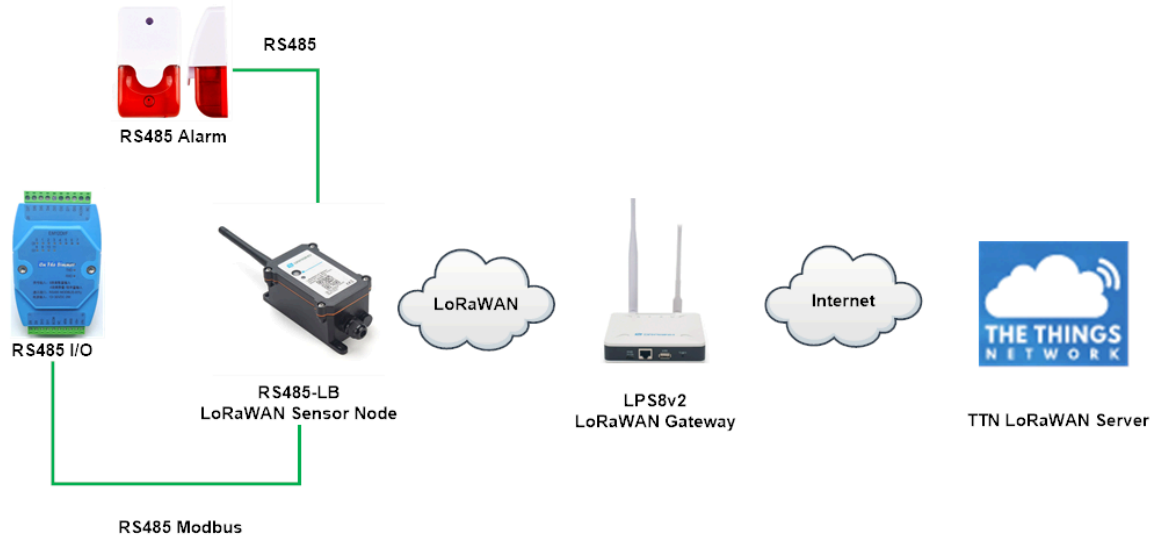 RS485
RS485 Alarm
RS485 I/O
RS485-LB
LoRaWAN Sensor Node
LoRaWAN
LPS8v2
LoRaWAN Gateway
Internet
THE THINGS
NETWORK
TTN LoRaWAN Server
RS485 Modbus